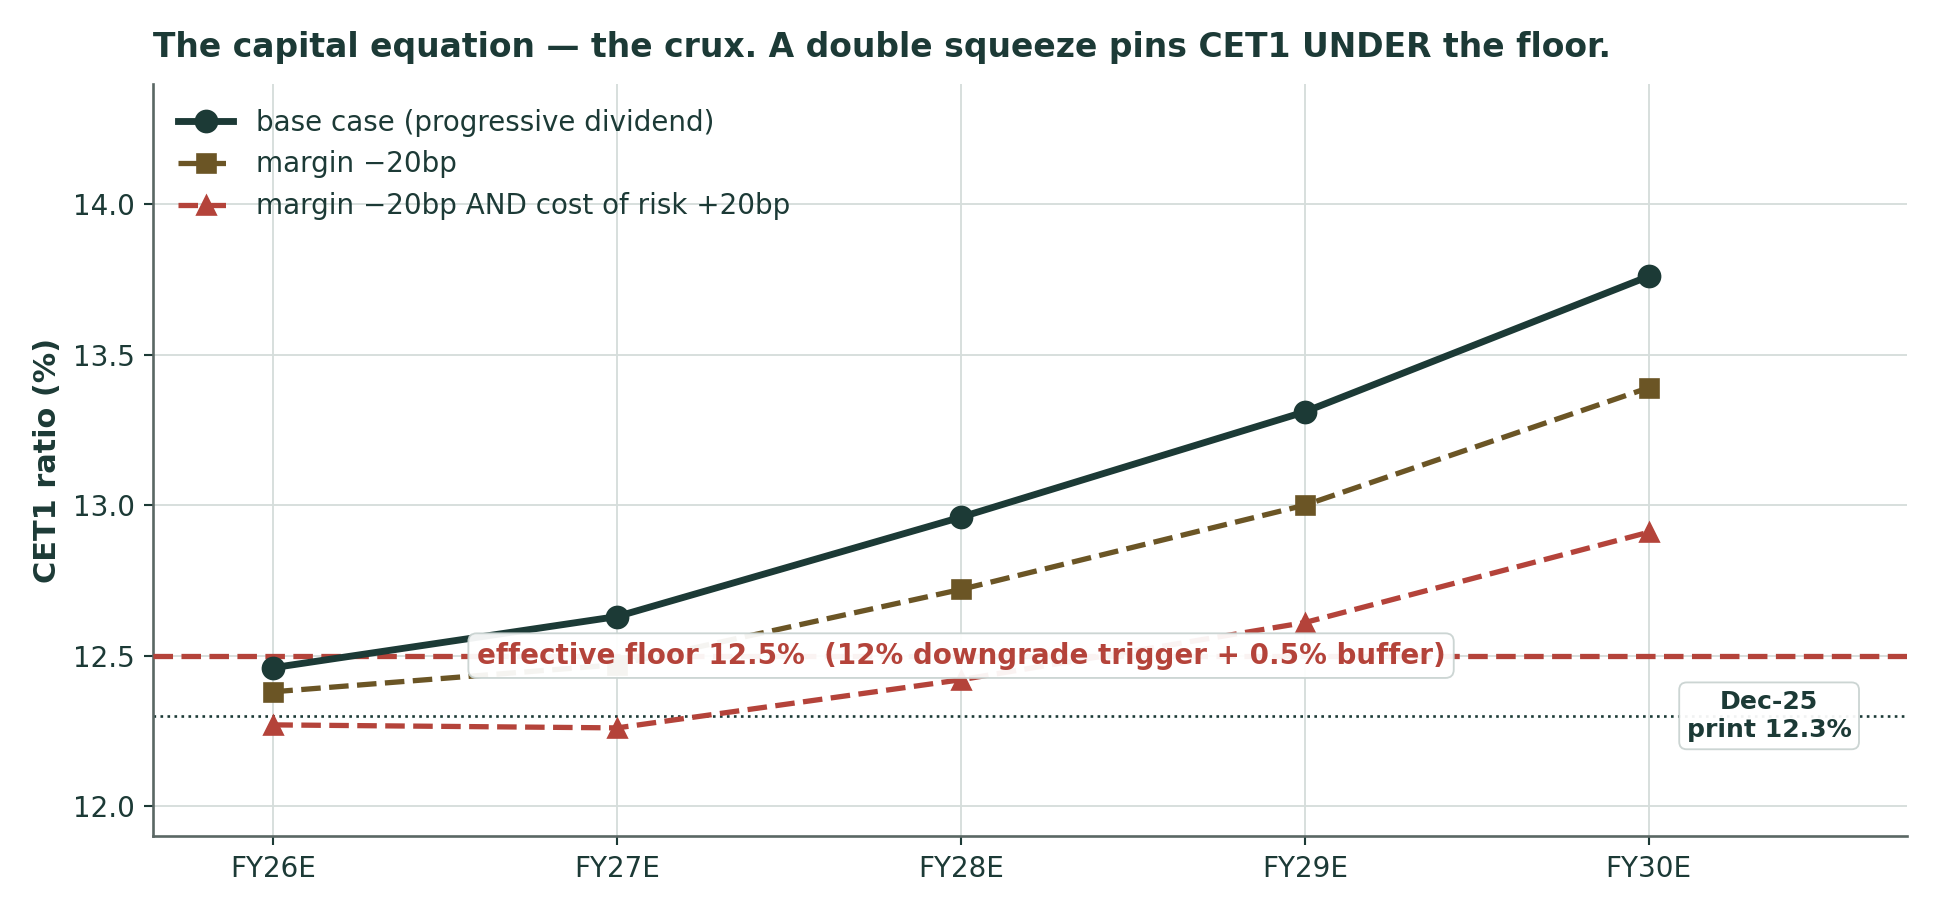 The capital equation — the crux. A double squeeze pins CET1 UNDER the floor.
base case (progressive dividend)
margin −20bp
margin −20bp AND cost of risk +20bp
CET1 ratio (%)
14.0
13.5
13.0
12.5
12.0
effective floor 12.5%  (12% downgrade trigger + 0.5% buffer)
Dec-25
print 12.3%
FY26E
FY27E
FY28E
FY29E
FY30E